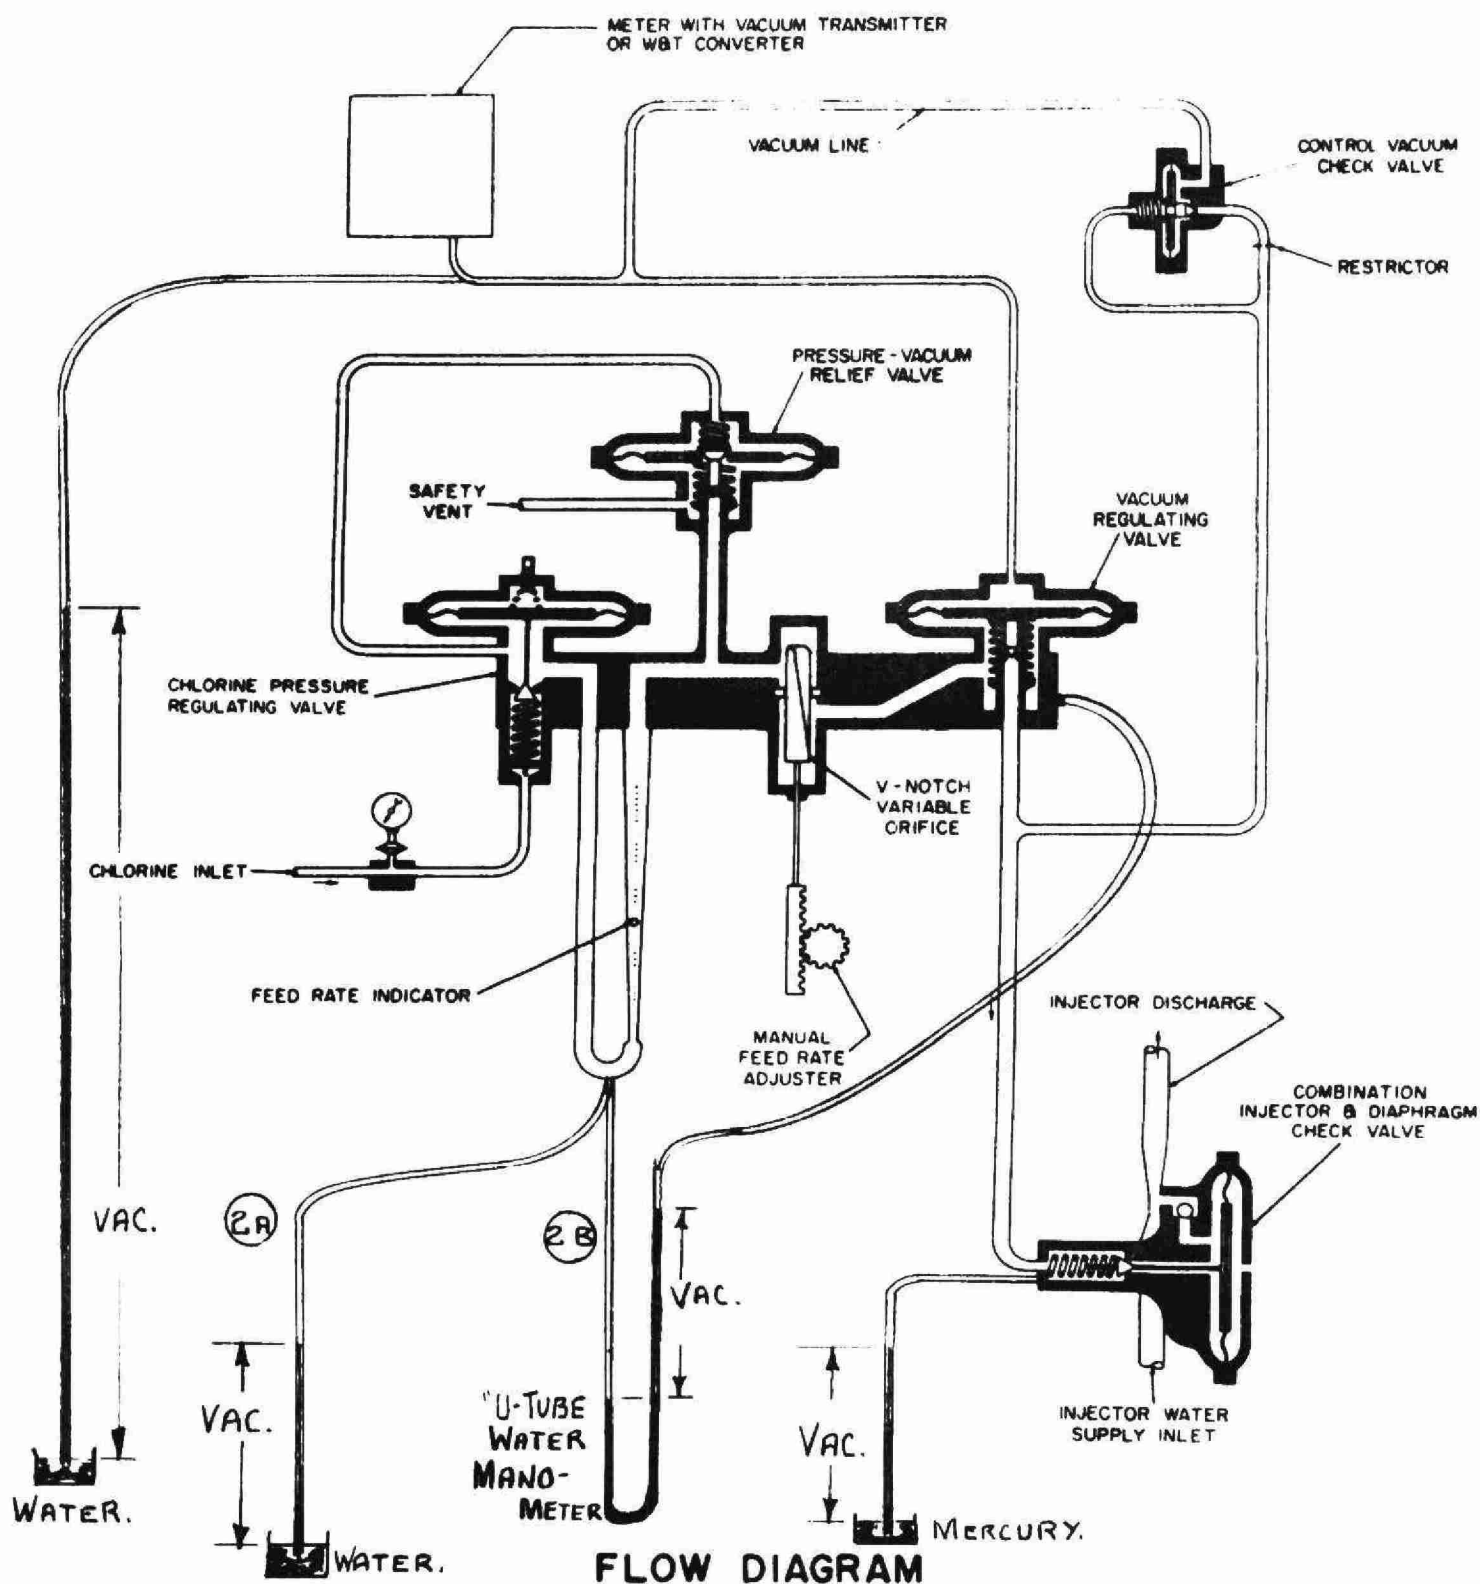 METER WITH VACUUM TRANSMITTER
OR W&T CONVERTER
VACUUM LINE
CONTROL VACUUM
CHECK VALVE
RESTRICTOR
PRESSURE-VACUUM
RELIEF VALVE
SAFETY
VENT
VACUUM
REGULATING
VALVE
CHLORINE PRESSURE
REGULATING VALVE
V-NOTCH
VARIABLE
ORIFICE
CHLORINE INLET
FEED RATE INDICATOR
MANUAL
FEED RATE
ADJUSTER
INJECTOR DISCHARGE
COMBINATION
INJECTOR & DIAPHRAGM
CHECK VALVE
VAC.
2A
2B
VAC.
VAC.
"U-TUBE
WATER
MANO-
METER
VAC.
INJECTOR WATER
SUPPLY INLET
WATER.
WATER.
MERCURY.
FLOW DIAGRAM